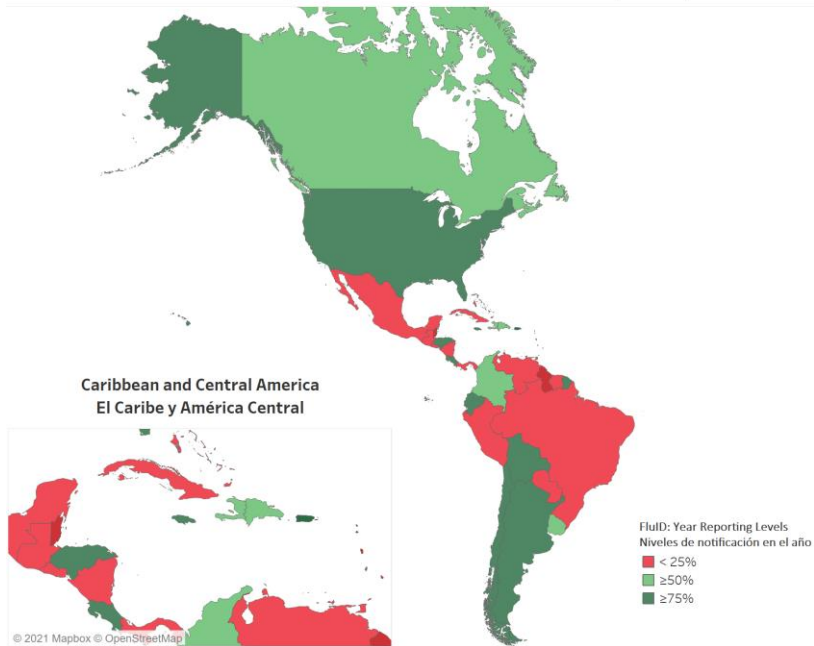 Caribbean and Central America
El Caribe y América Central
FluID: Year Reporting Levels
Niveles de notificación en el año
< 25%
≥50%
≥75%
© 2021 Mapbox © OpenStreetMap